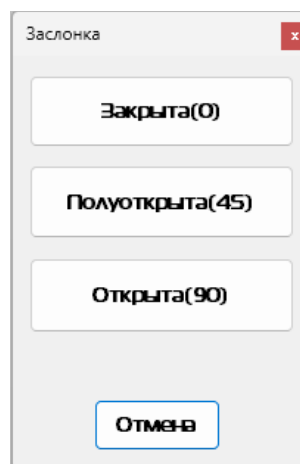 Заслонка
x
Закрыта(0)
Полуоткрыта(45)
Открыта(90)
Отмена